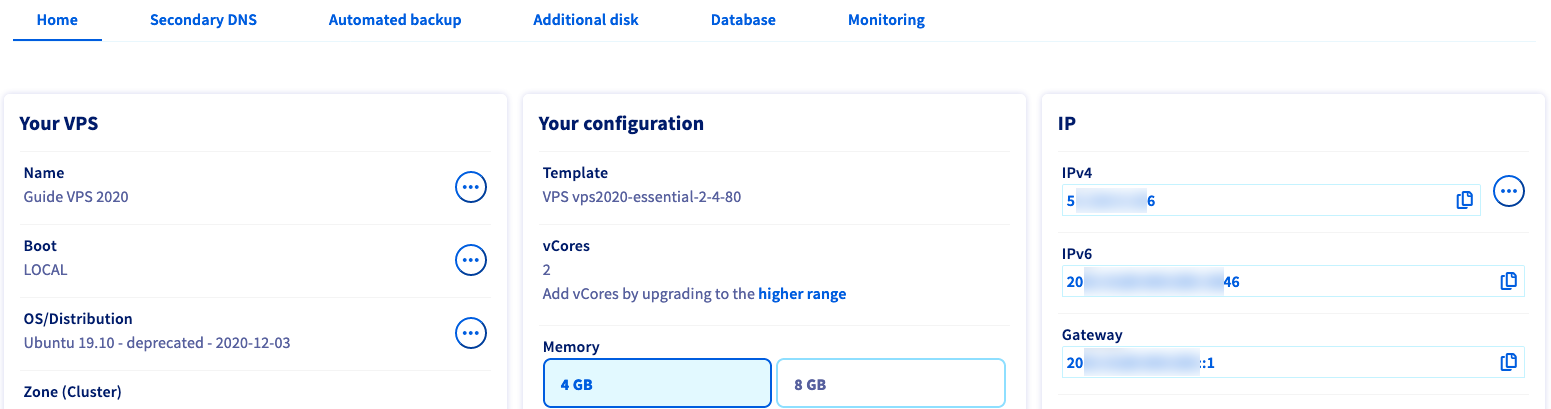 Home Secondary DNS Automated backup Additional disk Database Monitoring
Your VPS
Name
Guide VPS 2020
Boot
LOCAL
OS/Distribution
Ubuntu 19.10 - deprecated - 2020-12-03
Zone (Cluster)
Your configuration
Template
VPS vps2020-essential-2-4-80
vCores
2
Add vCores by upgrading to the higher range
Memory
4 GB 8 GB
IP
IPv4
5 6
IPv6
20 46
Gateway
20 ::1